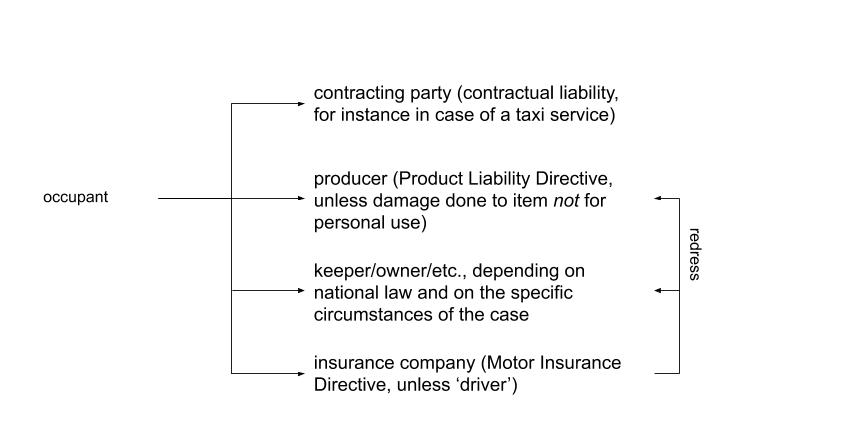 contracting party (contractual liability,
for instance in case of a taxi service)
occupant
producer (Product Liability Directive,
unless damage done to item not for
personal use)
redress
keeper/owner/etc., depending on
national law and on the specific
circumstances of the case
insurance company (Motor Insurance
Directive, unless ‘driver’)